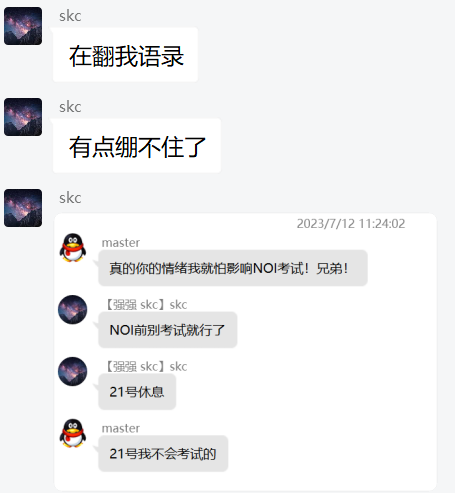 skc
在翻我语录
skc
有点绷不住了
skc
2023/7/12 11:24:02
master
真的你的情绪我就怕影响NOI考试！兄弟！
【强强 skc】skc
NOI前别考试就行了
【强强 skc】skc
21号休息
master
21号我不会考试的